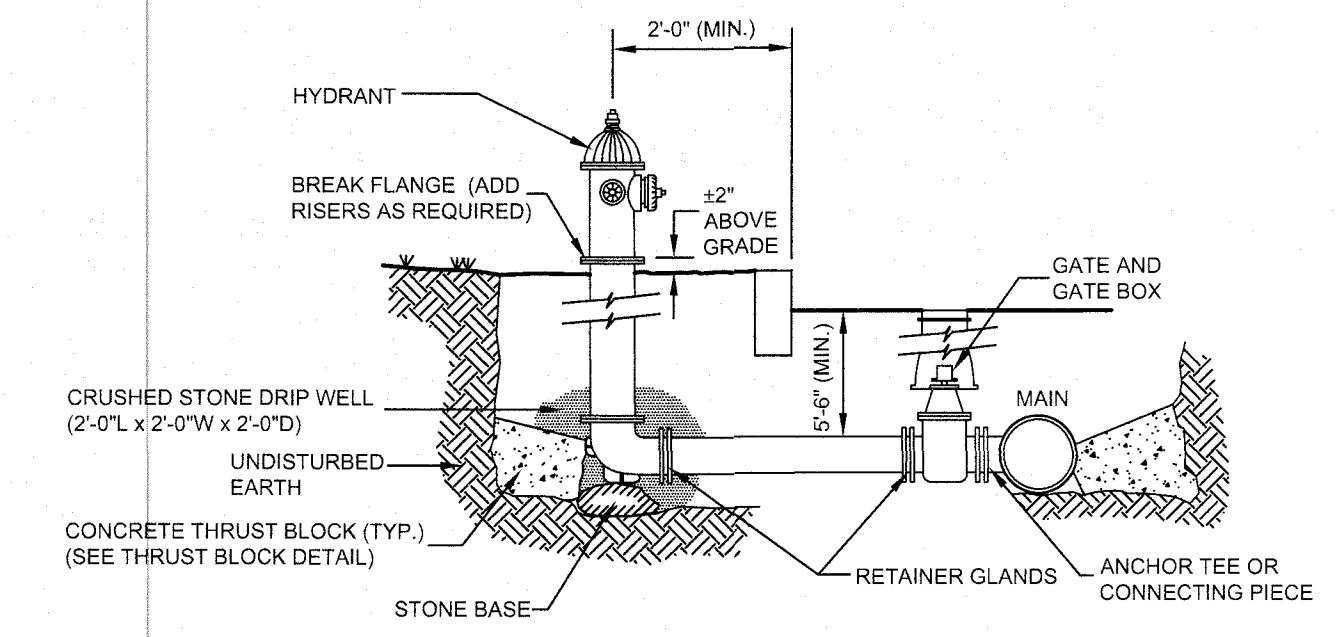 2'-0" (MIN.)
HYDRANT
BREAK FLANGE (ADD
RISERS AS REQUIRED)
±2"
ABOVE
GRADE
GATE AND
GATE BOX
5'-6" (MIN.)
CRUSHED STONE DRIP WELL
(2'-0"L x 2'-0"W x 2'-0"D)
MAIN
UNDISTURBED
EARTH
CONCRETE THRUST BLOCK (TYP.)
(SEE THRUST BLOCK DETAIL)
RETAINER GLANDS
ANCHOR TEE OR
CONNECTING PIECE
STONE BASE